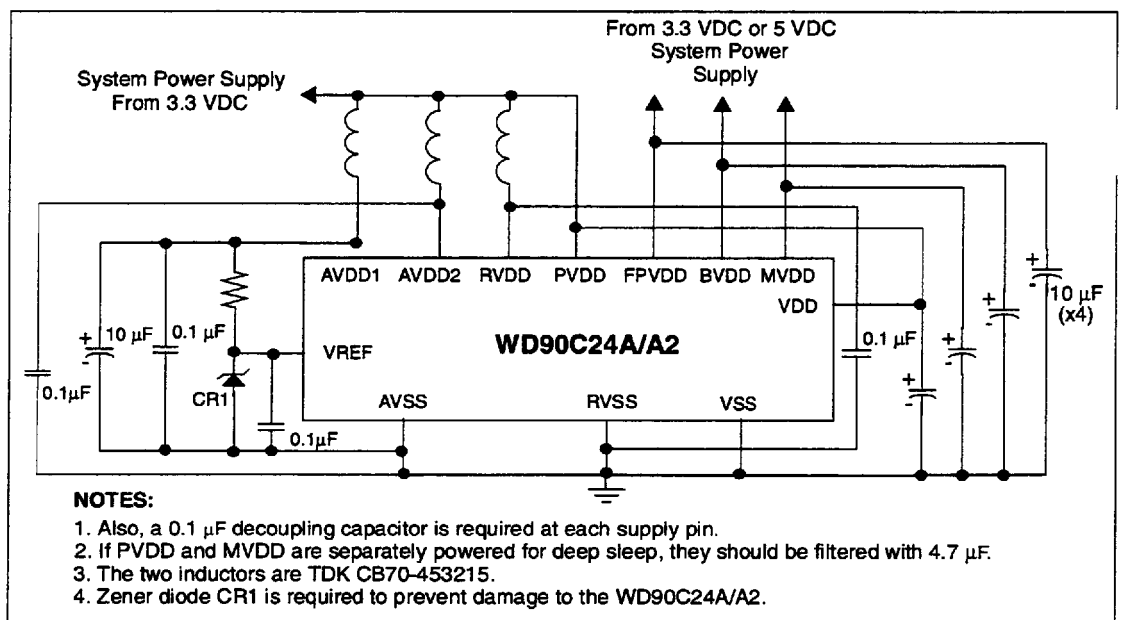 From 3.3 VDC or 5 VDC
System Power
Supply
System Power Supply
From 3.3 VDC
AVDD1 AVDD2 RVDD PVDD FPVDD BVDD MVDD
VDD
WD90C24A/A2
VREF
AVSS RVSS VSS
+
-
10 µF
0.1 µF
0.1µF
CR1
0.1µF
0.1 µF
+
-
+
-
+
-
+
-
10 µF
(x4)
NOTES:
1. Also, a 0.1 µF decoupling capacitor is required at each supply pin.
2. If PVDD and MVDD are separately powered for deep sleep, they should be filtered with 4.7 µF.
3. The two inductors are TDK CB70-453215.
4. Zener diode CR1 is required to prevent damage to the WD90C24A/A2.